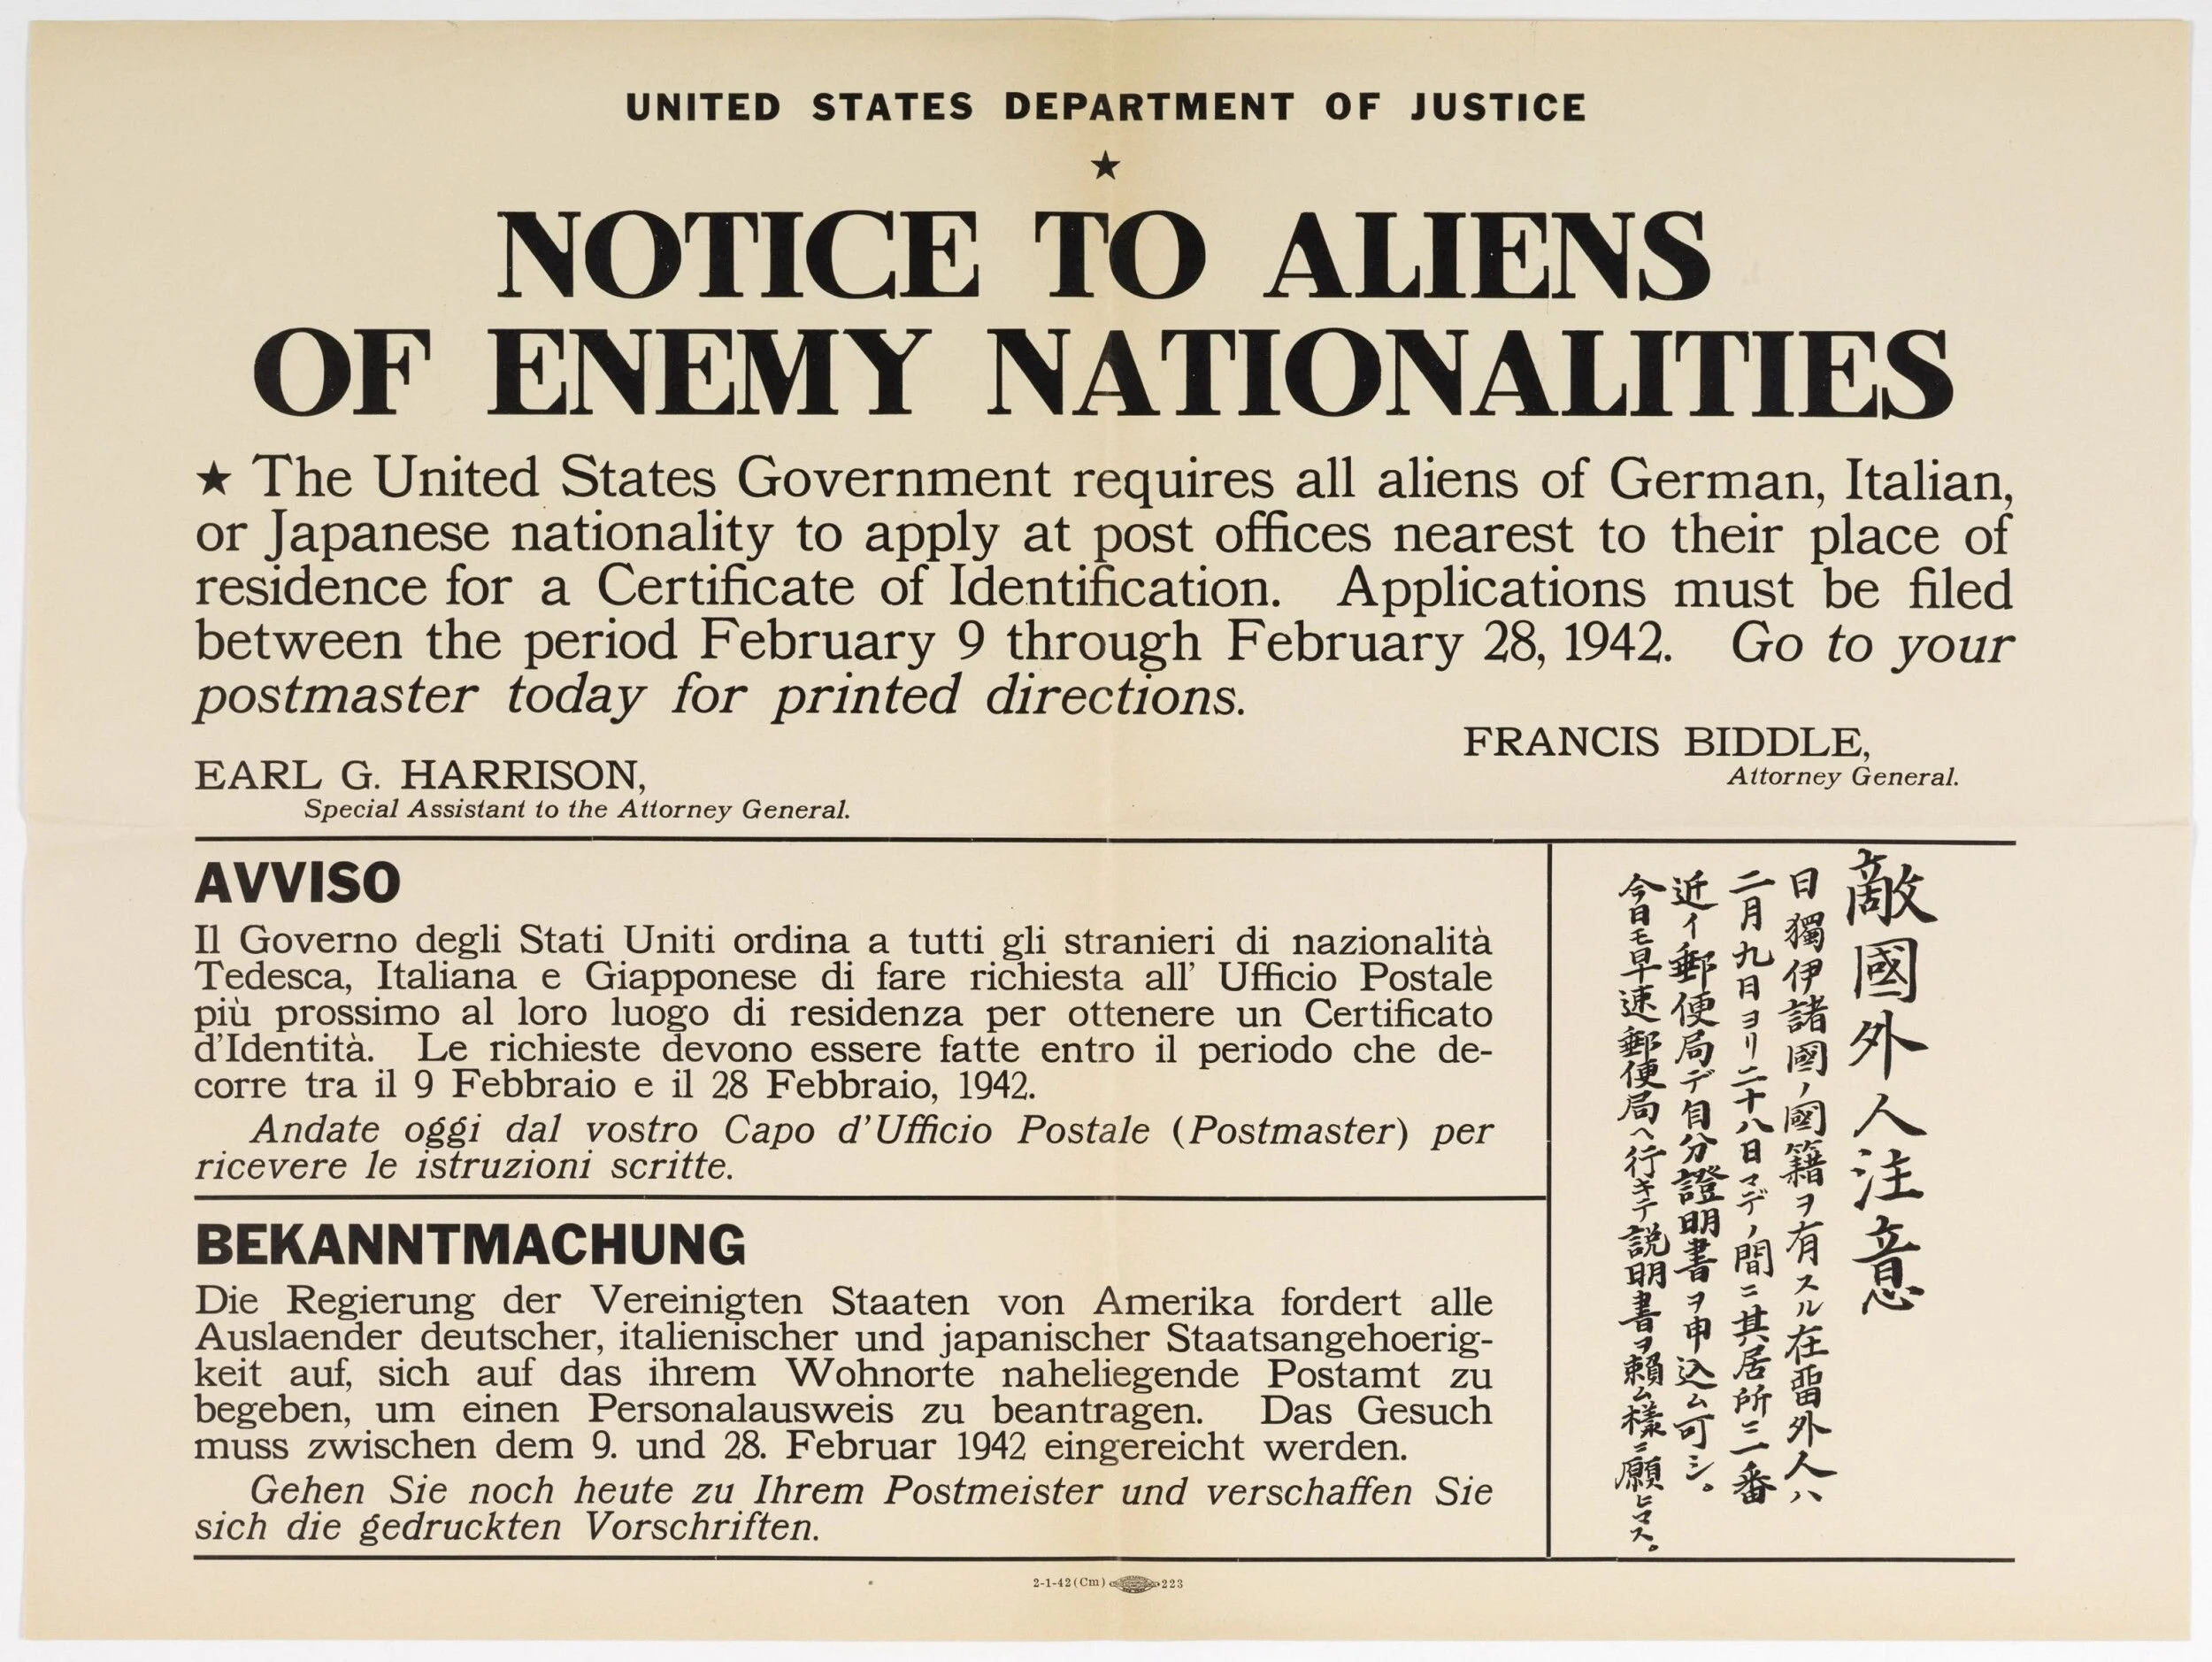 UNITED STATES DEPARTMENT OF JUSTICE
★
NOTICE TO ALIENS
OF ENEMY NATIONALITIES
★ The United States Government requires all aliens of German, Italian,
or Japanese nationality to apply at post offices nearest to their place of
residence for a Certificate of Identification. Applications must be filed
between the period February 9 through February 28, 1942. Go to your
postmaster today for printed directions.
FRANCIS BIDDLE,
Attorney General.
EARL G. HARRISON,
Special Assistant to the Attorney General.
AVVISO
Il Governo degli Stati Uniti ordina a tutti gli stranieri di nazionalità
Tedesca, Italiana e Giapponese di fare richiesta all' Ufficio Postale
più prossimo al loro luogo di residenza per ottenere un Certificato
d'Identità. Le richieste devono essere fatte entro il periodo che de-
corre tra il 9 Febbraio e il 28 Febbraio, 1942.
Andate oggi dal vostro Capo d'Ufficio Postale (Postmaster) per
ricevere le istruzioni scritte.
BEKANNTMACHUNG
Die Regierung der Vereinigten Staaten von Amerika fordert alle
Auslaender deutscher, italienischer und japanischer Staatsangehoerig-
keit auf, sich auf das ihrem Wohnorte naheliegende Postamt zu
begeben, um einen Personalausweis zu beantragen. Das Gesuch
muss zwischen dem 9. und 28. Februar 1942 eingereicht werden.
Gehen Sie noch heute zu Ihrem Postmeister und verschaffen Sie
sich die gedruckten Vorschriften.
敵國外人注意
日獨伊諸國ノ國籍ヲ有スル在留外人ハ
二月九日ヨリ二十八日マデノ間ニ其居所ニ一番
近イ郵便局デ自分證明書ヲ申込ム可シ。
今日モ早速郵便局ヘ行キテ説明書ヲ賴ム樣ニ願ヒマス。
2-1-42 (Cm) 223